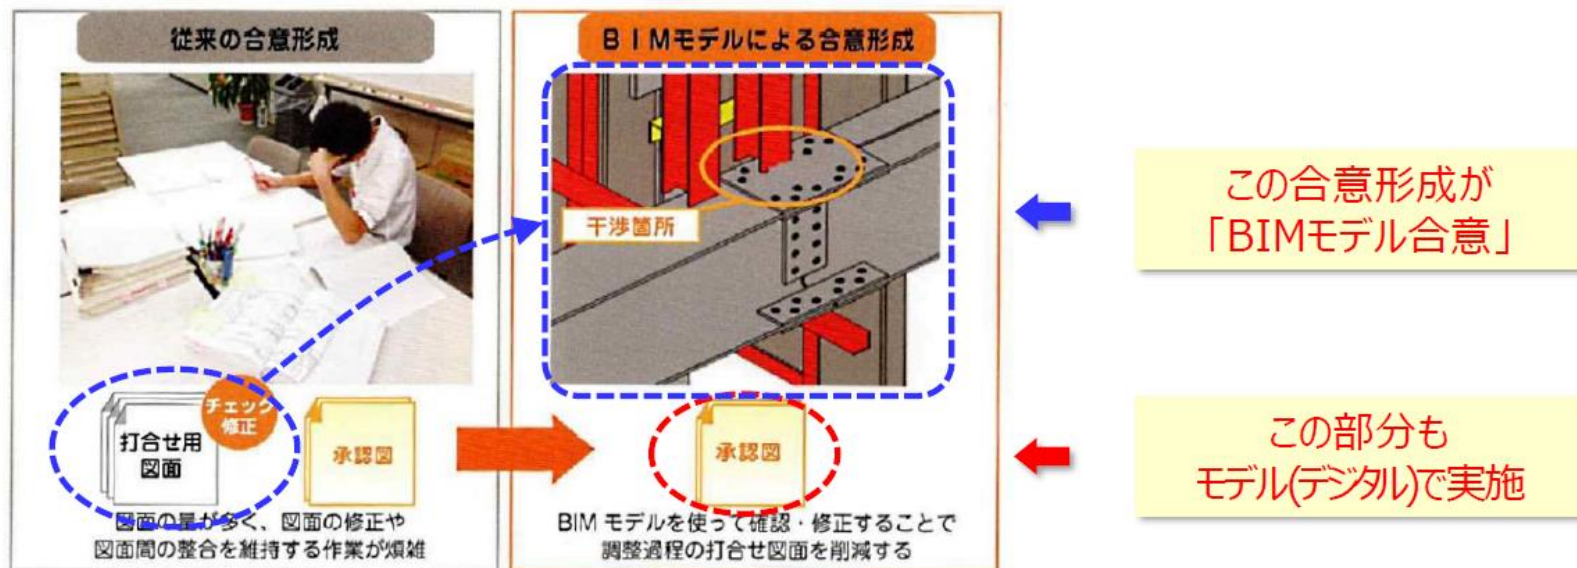 従来の合意形成
チェック
修正
打合せ用
図面
承認図
図面の量が多く、図面の修正や
図面間の整合を維持する作業が煩雑
BIMモデルによる合意形成
干渉箇所
承認図
BIM モデルを使って確認・修正することで
調整過程の打合せ図面を削減する
この合意形成が
「BIMモデル合意」
この部分も
モデル(デジタル)で実施